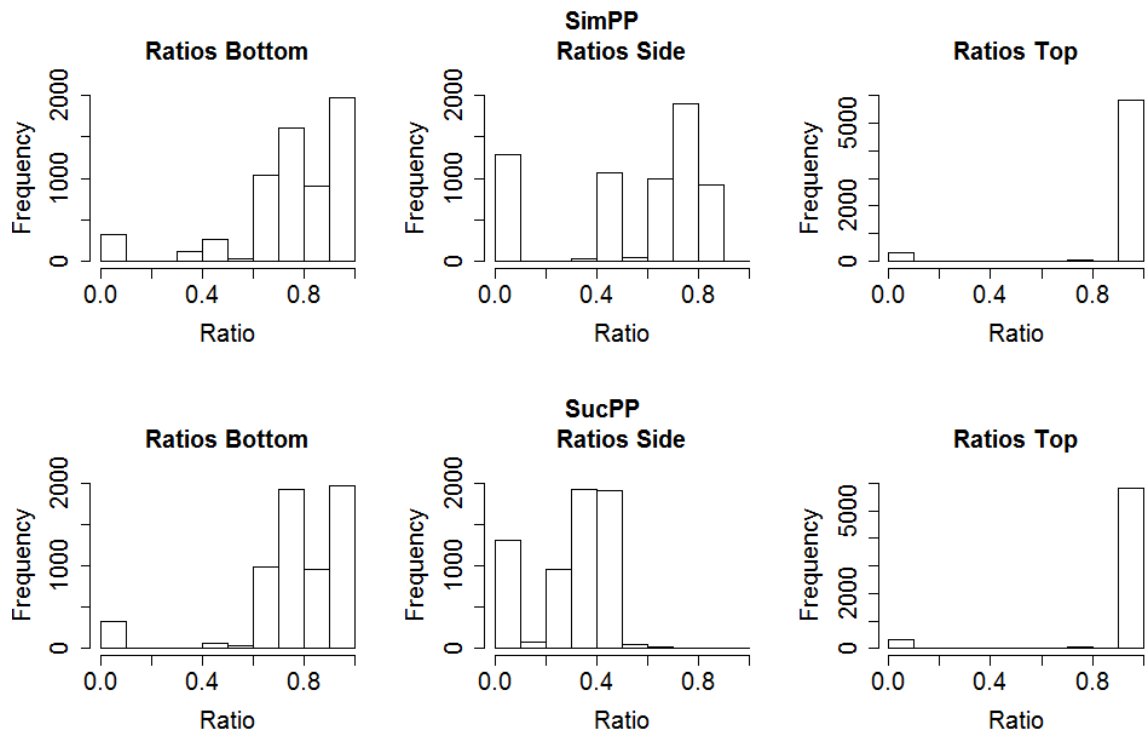 SimPP
Ratios Bottom
Ratios Side
Ratios Top
Frequency
0 1000 2000
0.0 0.4 0.8
Ratio
Frequency
0 1000 2000
0.0 0.4 0.8
Ratio
Frequency
0 2000 5000
0.0 0.4 0.8
Ratio
SucPP
Ratios Bottom
Ratios Side
Ratios Top
Frequency
0 1000 2000
0.0 0.4 0.8
Ratio
Frequency
0 1000 2000
0.0 0.4 0.8
Ratio
Frequency
0 2000 5000
0.0 0.4 0.8
Ratio